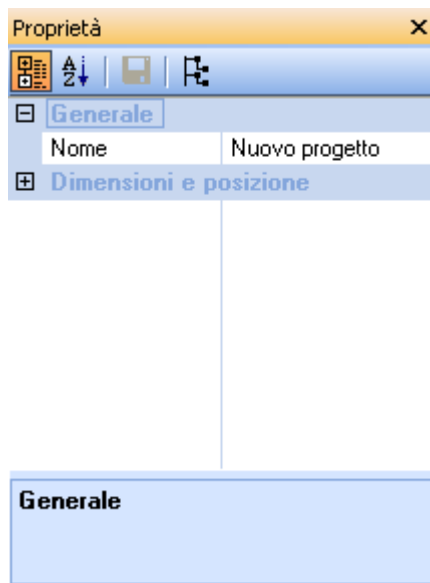 Proprietà
Generale
Nome Nuovo progetto
Dimensioni e posizione
Generale